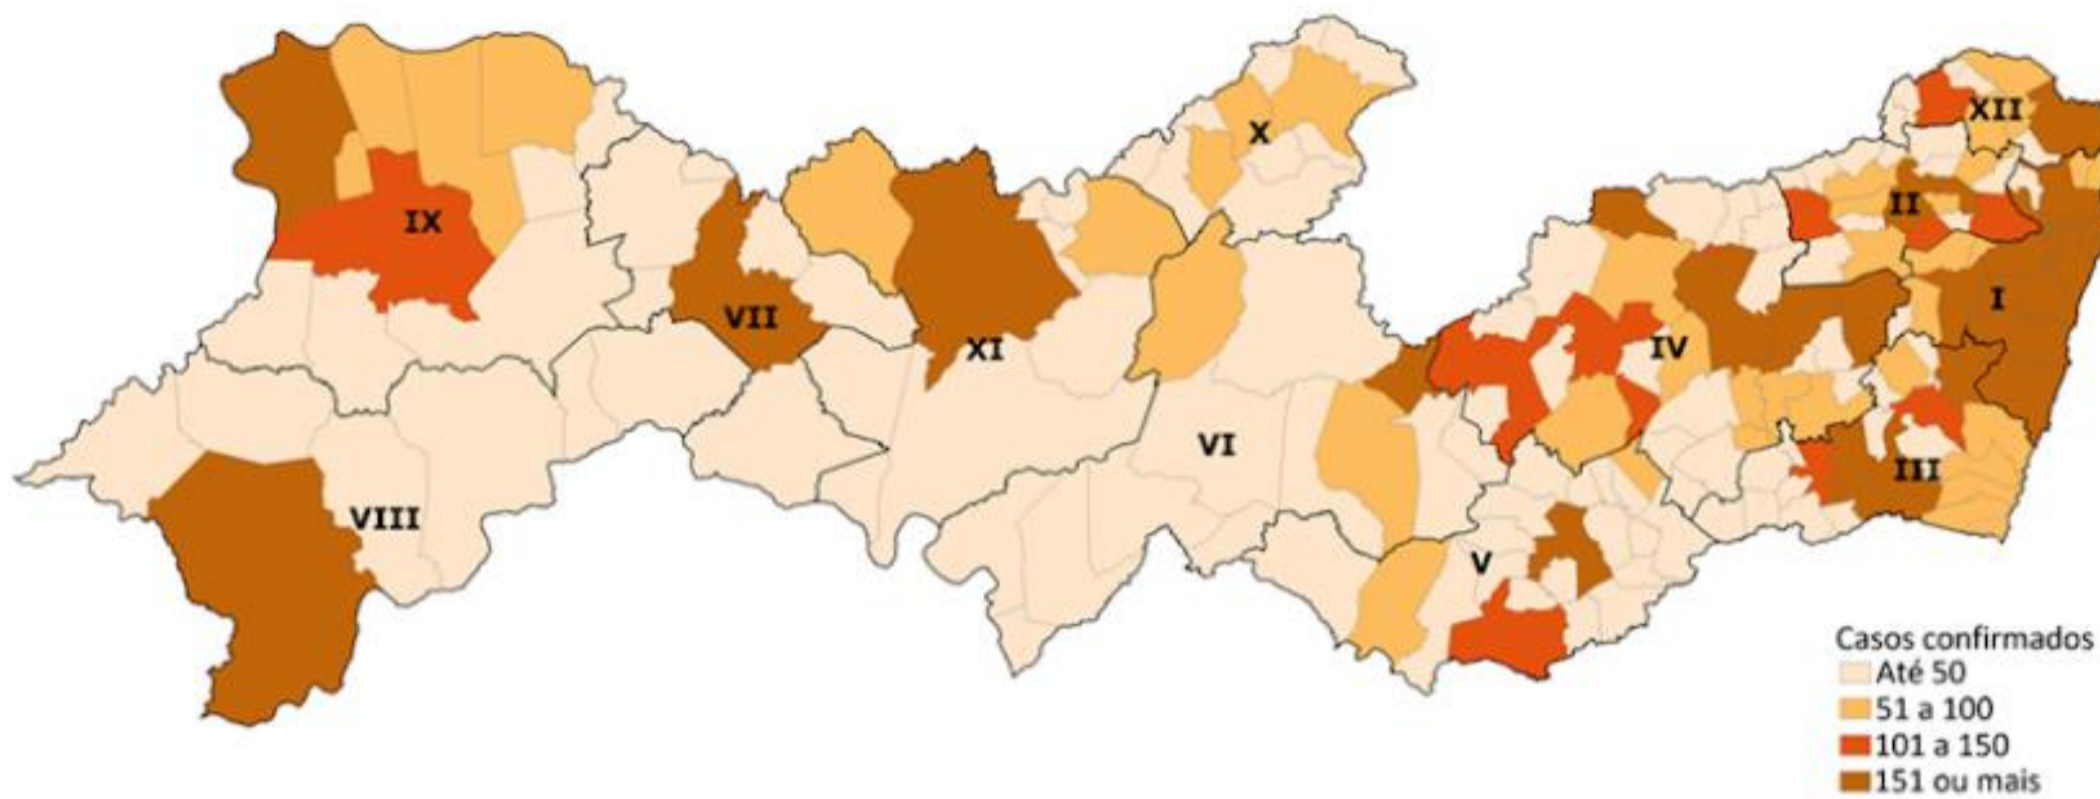 XII
X
II
IX
I
VII
XI
IV
VI
III
VIII
V
Casos confirmados
Até 50
51 a 100
101 a 150
151 ou mais